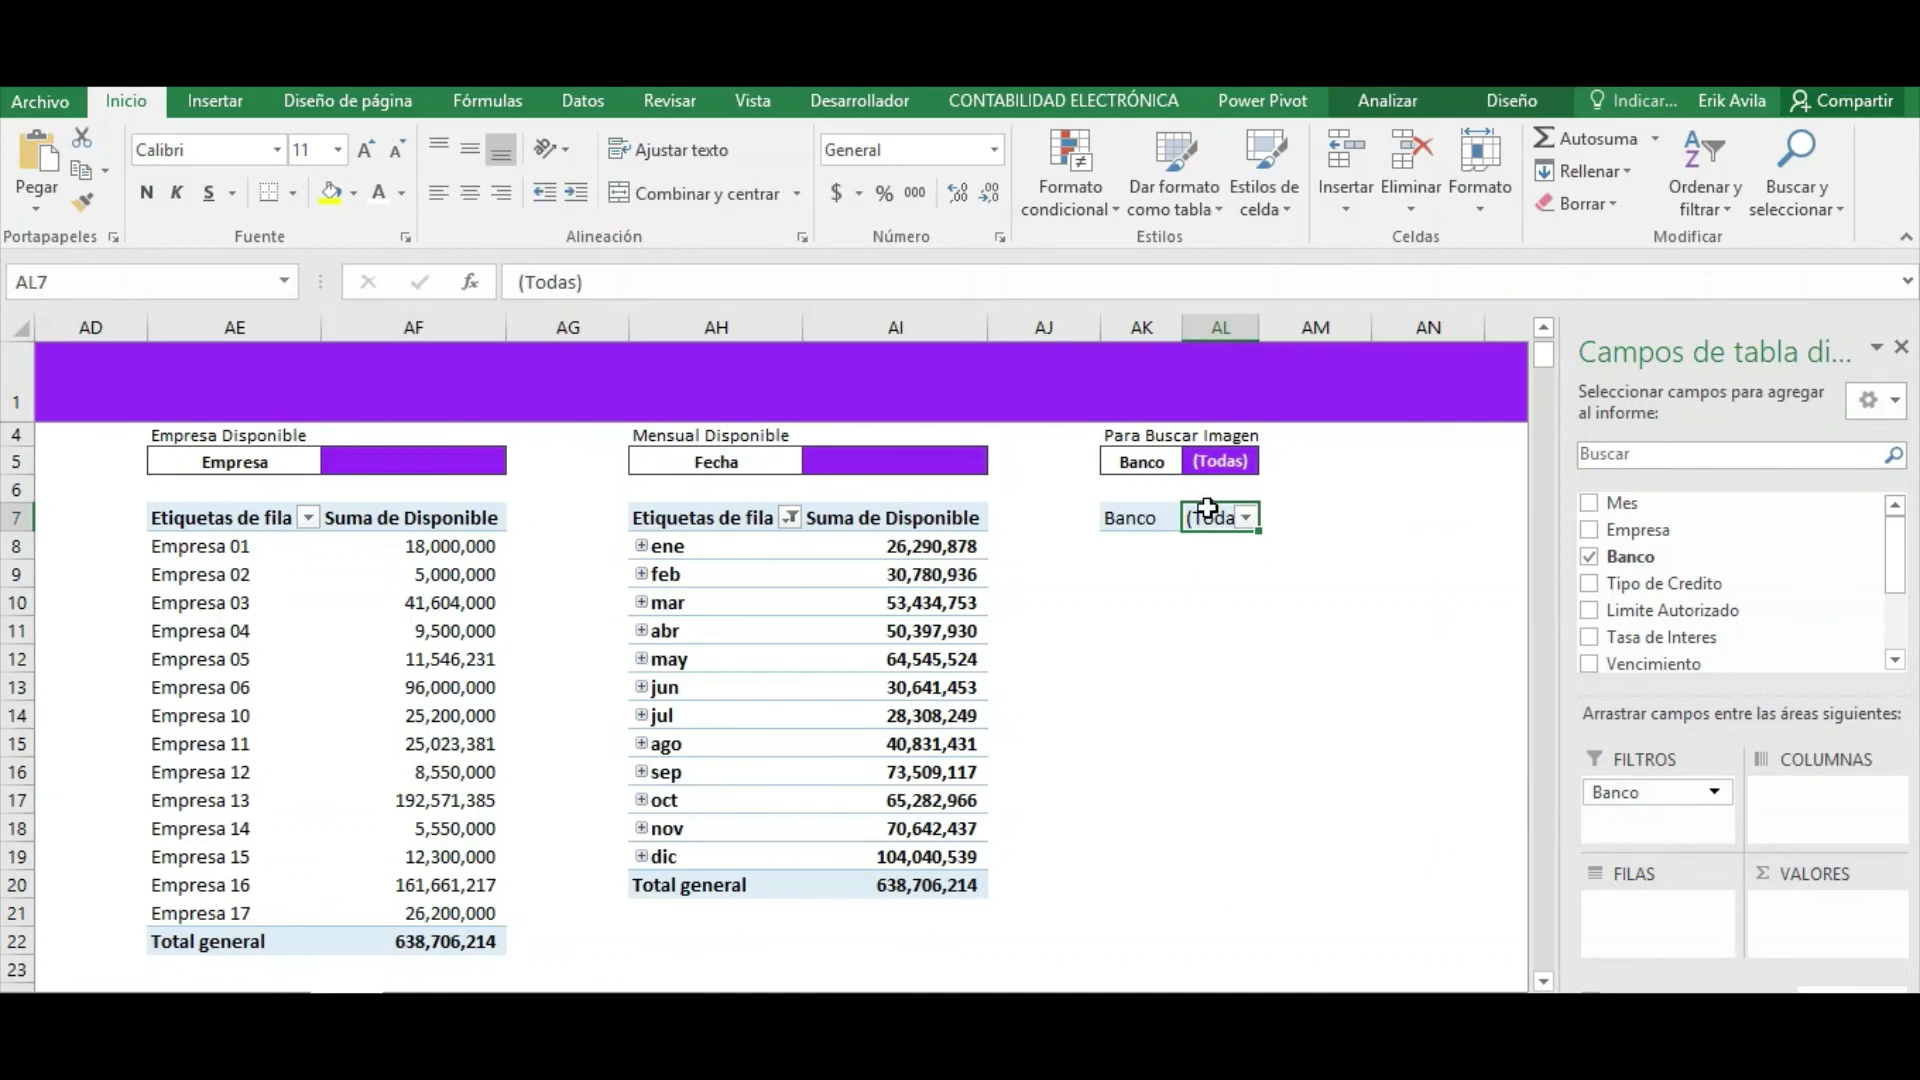 Archivo Inicio Insertar Diseño de página Fórmulas Datos Revisar Vista Desarrollador CONTABILIDAD ELECTRÓNICA Power Pivot Analizar Diseño Indicar... Erik Avila Compartir
Pegar
Portapapeles
Calibri 11
N K S
Fuente
Ajustar texto
Combinar y centrar
Alineación
General
$ % 000
Número
Formato condicional
Dar formato como tabla
Estilos de celda
Estilos
Insertar Eliminar Formato
Celdas
Autosuma
Rellenar
Borrar
Ordenar y filtrar
Buscar y seleccionar
Modificar
AL7 fx (Todas)
AD AE AF AG AH AI AJ AK AL AM AN
1
4 Empresa Disponible Mensual Disponible Para Buscar Imagen
5 Empresa Fecha Banco (Todas)
6
7 Etiquetas de fila Suma de Disponible Etiquetas de fila Suma de Disponible Banco (Toda
8 Empresa 01 18,000,000 ene 26,290,878
9 Empresa 02 5,000,000 feb 30,780,936
10 Empresa 03 41,604,000 mar 53,434,753
11 Empresa 04 9,500,000 abr 50,397,930
12 Empresa 05 11,546,231 may 64,545,524
13 Empresa 06 96,000,000 jun 30,641,453
14 Empresa 10 25,200,000 jul 28,308,249
15 Empresa 11 25,023,381 ago 40,831,431
16 Empresa 12 8,550,000 sep 73,509,117
17 Empresa 13 192,571,385 oct 65,282,966
18 Empresa 14 5,550,000 nov 70,642,437
19 Empresa 15 12,300,000 dic 104,040,539
20 Empresa 16 161,661,217 Total general 638,706,214
21 Empresa 17 26,200,000
22 Total general 638,706,214
23
Campos de tabla di...
Seleccionar campos para agregar
al informe:
Buscar
Mes
Empresa
Banco
Tipo de Credito
Limite Autorizado
Tasa de Interes
Vencimiento
Arrastrar campos entre las áreas siguientes:
FILTROS COLUMNAS
Banco
FILAS VALORES